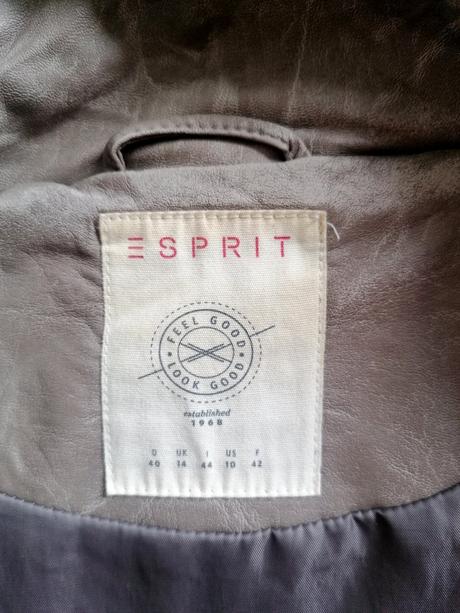 ESPRIT
FEEL GOOD
LOOK GOOD
established
1968
D UK I US F
40 14 44 10 42